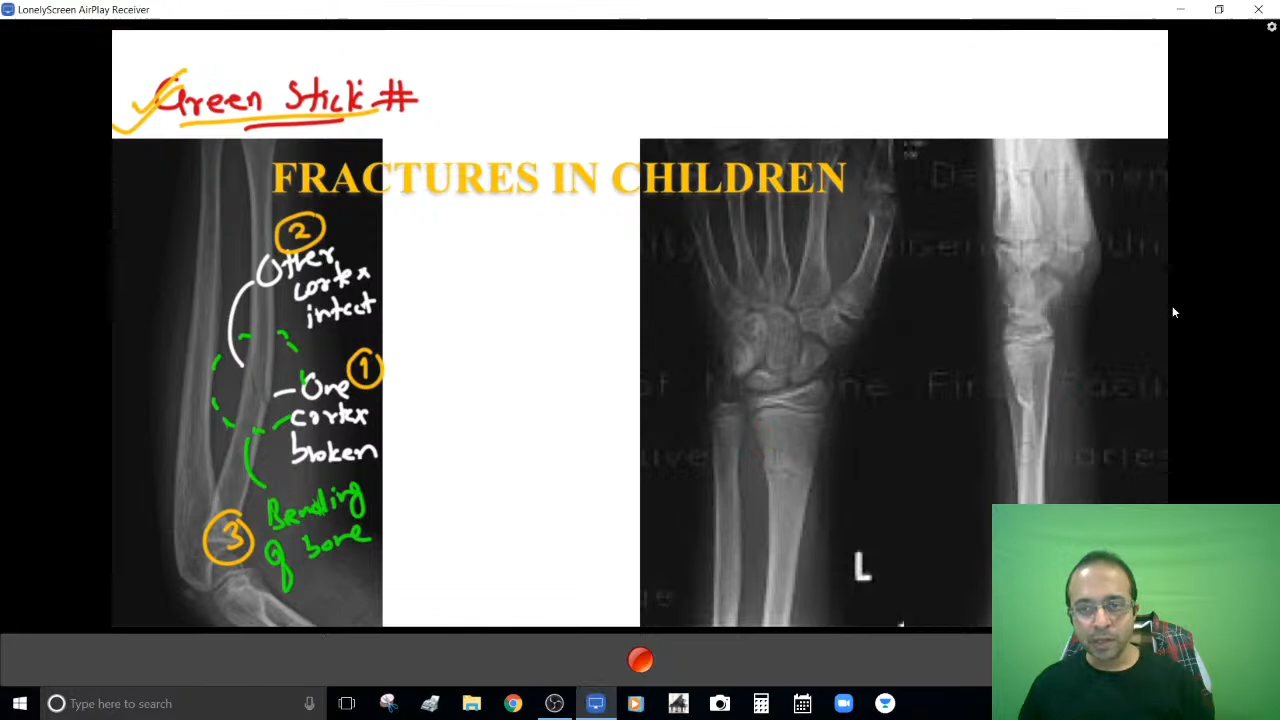 LonelyScreen AirPlay Receiver
Green Stick #
FRACTURES IN CHILDREN
2
Other
cortex
intect
1
One
cortex
broken
3
Bending
of bone
L
Type here to search